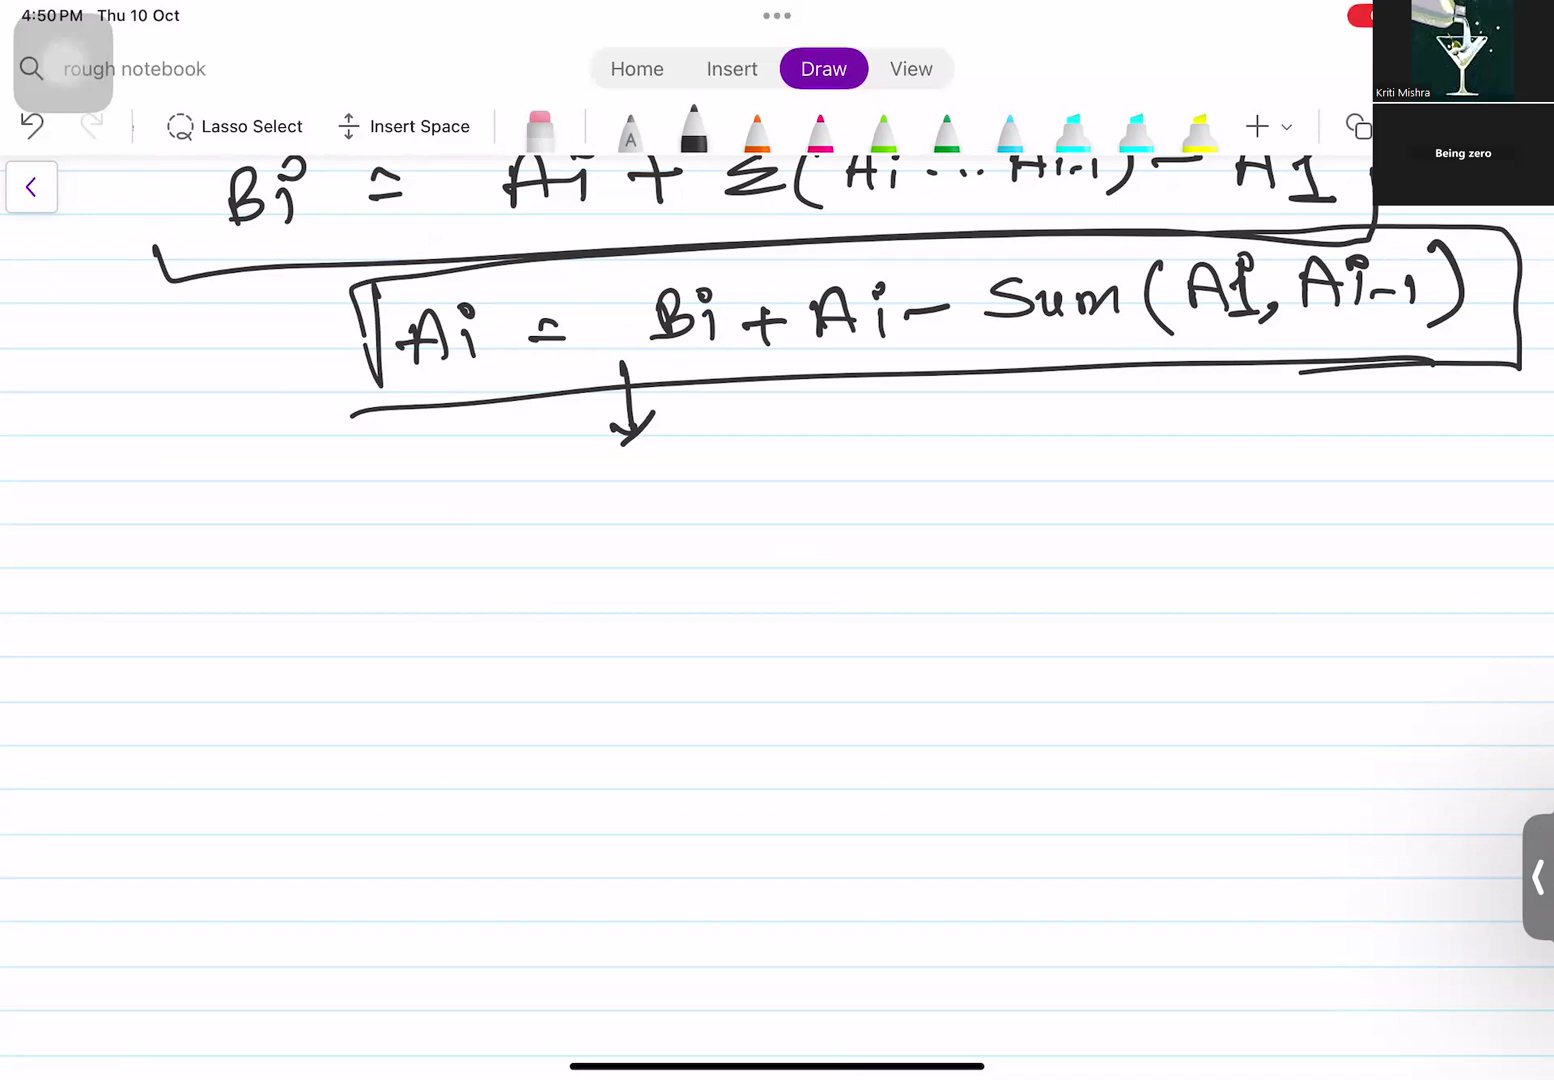 4:50 PM Thu 10 Oct
rough notebook
Home Insert Draw View
Lasso Select Insert Space
A
Kriti Mishra
Being zero
Bi = Ai + Σ(Ai ... Ai-1) - A1
Ai = Bi + Ai - Sum(A1, Ai-1)